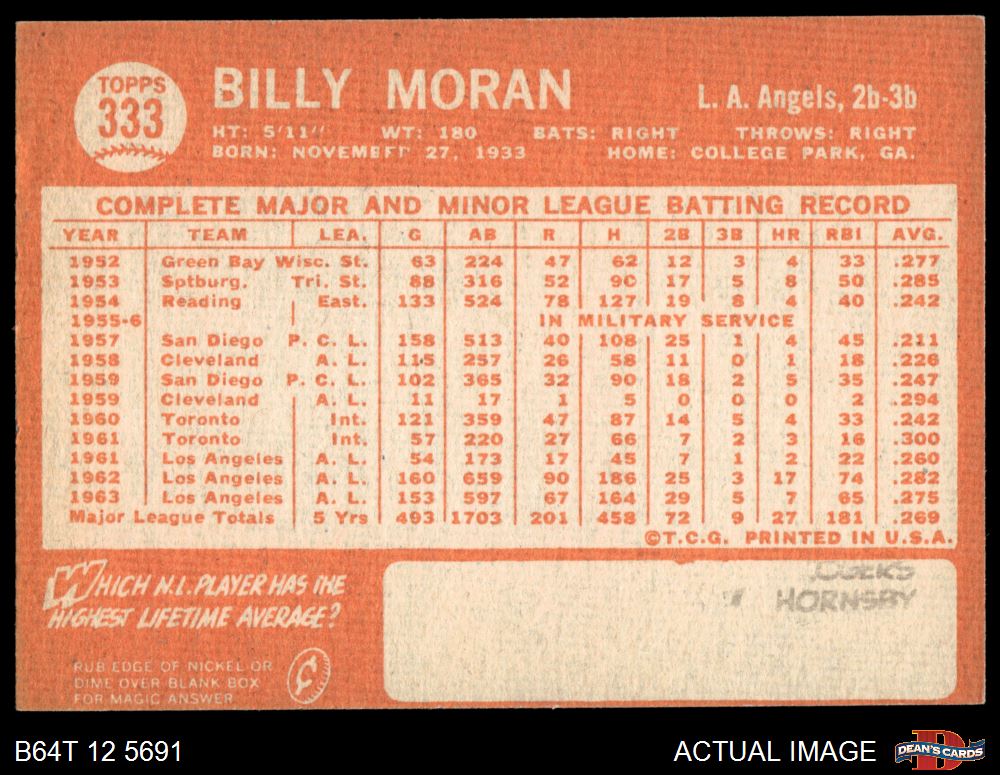 TOPPS
333
BILLY MORAN
L. A. Angels, 2b-3b
HT: 5'11" WT: 180 BATS: RIGHT THROWS: RIGHT
BORN: NOVEMBER 27, 1933 HOME: COLLEGE PARK, GA.
COMPLETE MAJOR AND MINOR LEAGUE BATTING RECORD
YEAR TEAM LEA. G AB R H 2B 3B HR RBI AVG.
1952 Green Bay Wisc. St. 63 224 47 62 12 3 4 33 .277
1953 Sptburg. Tri. St. 88 316 52 90 17 5 8 50 .285
1954 Reading East. 133 524 78 127 19 8 4 40 .242
1955-6 IN MILITARY SERVICE
1957 San Diego P. C. L. 158 513 40 108 25 1 4 45 .211
1958 Cleveland A. L. 115 257 26 58 11 0 1 18 .226
1959 San Diego P. C. L. 102 365 32 90 18 2 5 35 .247
1959 Cleveland A. L. 11 17 1 5 0 0 0 2 .294
1960 Toronto Int. 121 359 47 87 14 5 4 33 .242
1961 Toronto Int. 57 220 27 66 7 2 3 16 .300
1961 Los Angeles A. L. 54 173 17 45 7 1 2 22 .260
1962 Los Angeles A. L. 160 659 90 186 25 3 17 74 .282
1963 Los Angeles A. L. 153 597 67 164 29 5 7 65 .275
Major League Totals 5 Yrs 493 1703 201 458 72 9 27 181 .269
©T.C.G. PRINTED IN U.S.A.
WHICH N.L. PLAYER HAS THE
HIGHEST LIFETIME AVERAGE?
RUB EDGE OF NICKEL OR
DIME OVER BLANK BOX
FOR MAGIC ANSWER
HORNSBY
B64T 12 5691
ACTUAL IMAGE
DEAN'S CARDS